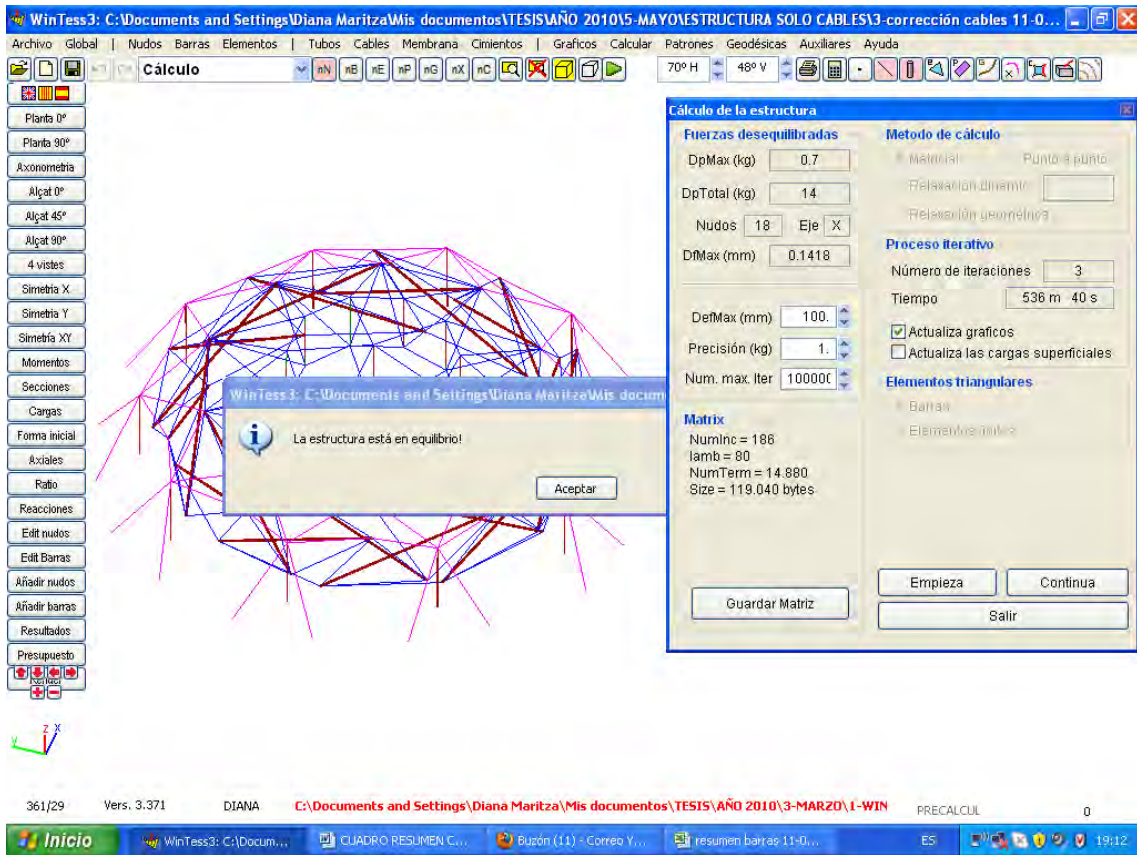 WinTess3: C:\Documents and Settings\Diana Maritza\Mis documentos\TESIS\AÑO 2010\5-MAYO\ESTRUCTURA SOLO CABLES\3-corrección cables 11-0...
Archivo Global | Nudos Barras Elementos | Tubos Cables Membrana Cimientos | Graficos Calcular Patrones Geodésicas Auxiliares Ayuda
Cálculo nN nB nE nP nG nX nC 70º H 48º V
Planta 0º
Planta 90º
Axonometria
Alçat 0º
Alçat 45º
Alçat 90º
4 vistes
Simetria X
Simetria Y
Simetría XY
Momentos
Secciones
Cargas
Forma inicial
Axiales
Ratio
Reacciones
Edit nudos
Edit Barras
Añadir nudos
Añadir barras
Resultados
Presupuesto
Render
z x
y
WinTess3: C:\Documents and Settings\Diana Maritza\Mis docum
La estructura está en equilibrio!
Aceptar
Cálculo de la estructura
Fuerzas desequilibradas
DpMax (kg) 0.7
DpTotal (kg) 14
Nudos 18 Eje X
DfMax (mm) 0.1418
DefMax (mm) 100.
Precisión (kg) 1.
Num. max. Iter 100000
Matrix
NumInc = 186
lamb = 80
NumTerm = 14.880
Size = 119.040 bytes
Guardar Matriz
Metodo de cálculo
Matricial Punto a punto
Relaxación dinamic
Relaxación geométrica
Proceso iterativo
Número de iteraciones 3
Tiempo 536 m 40 s
Actualiza graficos
Actualiza las cargas superficiales
Elementos triangulares
Barras
Elementos finitos
Empieza Continua
Salir
361/29 Vers. 3.371 DIANA C:\Documents and Settings\Diana Maritza\Mis documentos\TESIS\AÑO 2010\3-MARZO\1-WIN PRECALCUL 0
Inicio WinTess3: C:\Docum... CUADRO RESUMEN C... Buzón (11) - Correo Y... resumen barras 11-0... ES 19:12